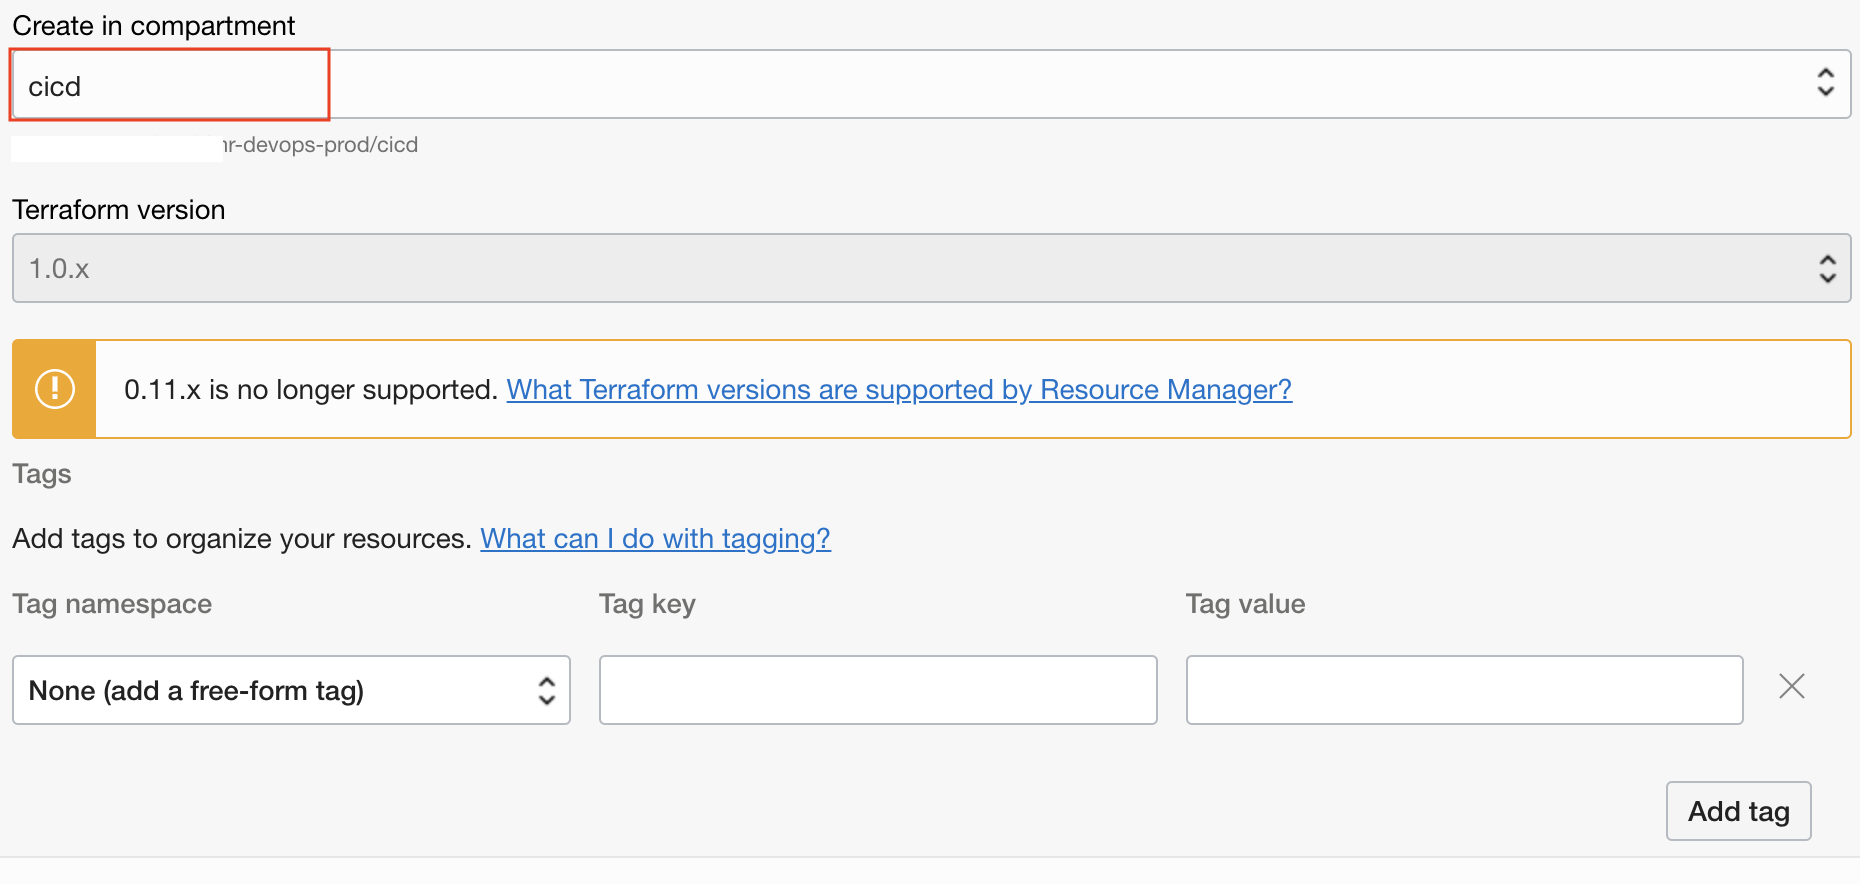 Create in compartment
cicd
-devops-prod/cicd
Terraform version
1.0.x
0.11.x is no longer supported. What Terraform versions are supported by Resource Manager?
Tags
Add tags to organize your resources. What can I do with tagging?
Tag namespace
Tag key
Tag value
None (add a free-form tag)
Add tag